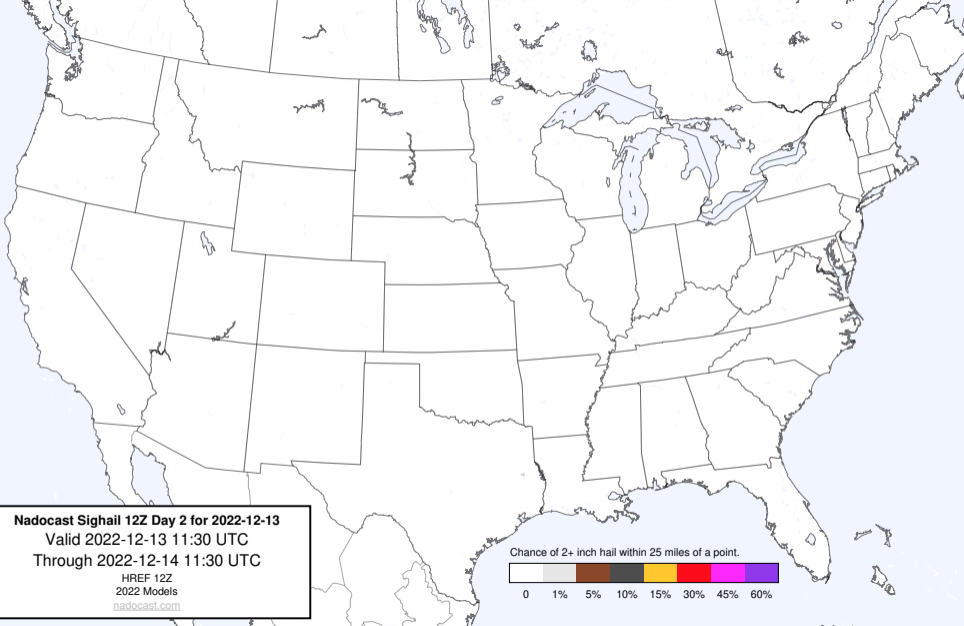 Nadocast Sighail 12Z Day 2 for 2022-12-13
Valid 2022-12-13 11:30 UTC
Through 2022-12-14 11:30 UTC
HREF 12Z
2022 Models
nadocast.com
Chance of 2+ inch hail within 25 miles of a point.
0 1% 5% 10% 15% 30% 45% 60%